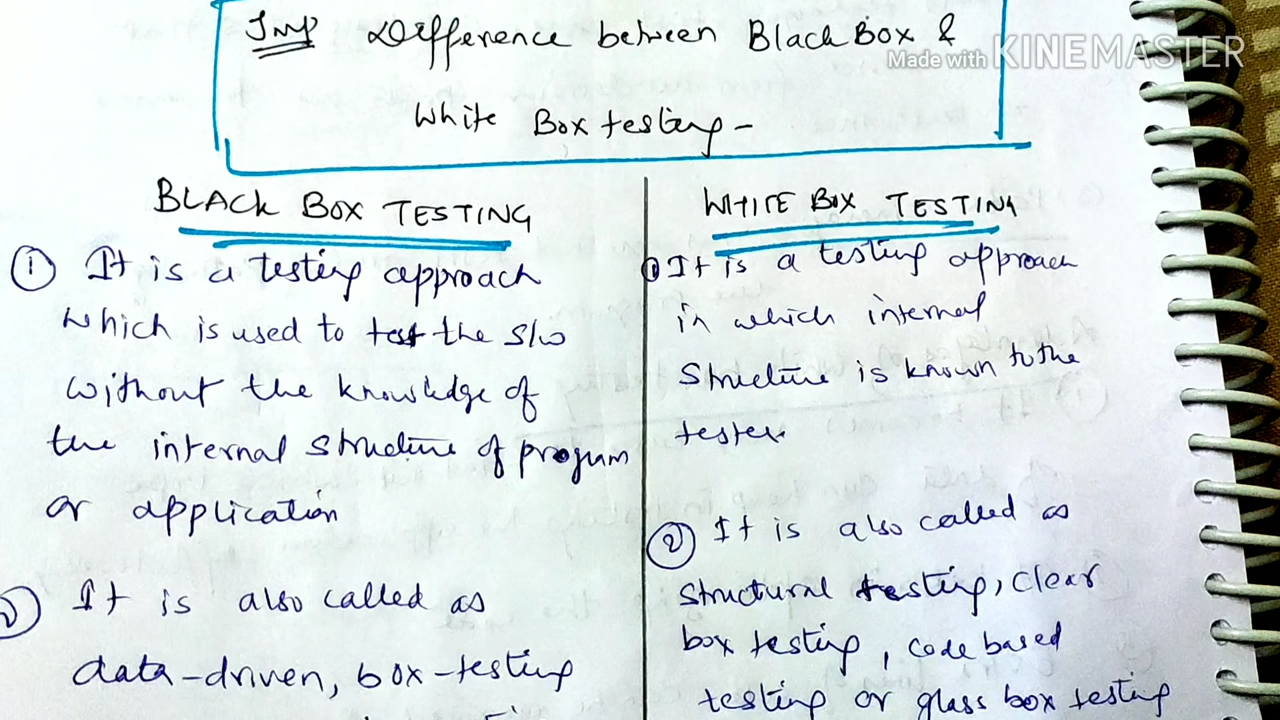 Imp Difference between Black Box &
White Box testing -
Made with KINEMASTER
BLACK BOX TESTING
① It is a testing approach
which is used to test the s/w
without the knowledge of
the internal structure of program
or application
② It is also called as
data-driven, box-testing
WHITE BOX TESTING
① It is a testing approach
in which internal
structure is known to the
tester.
② It is also called as
structural testing, clear
box testing, code based
testing or glass box testing